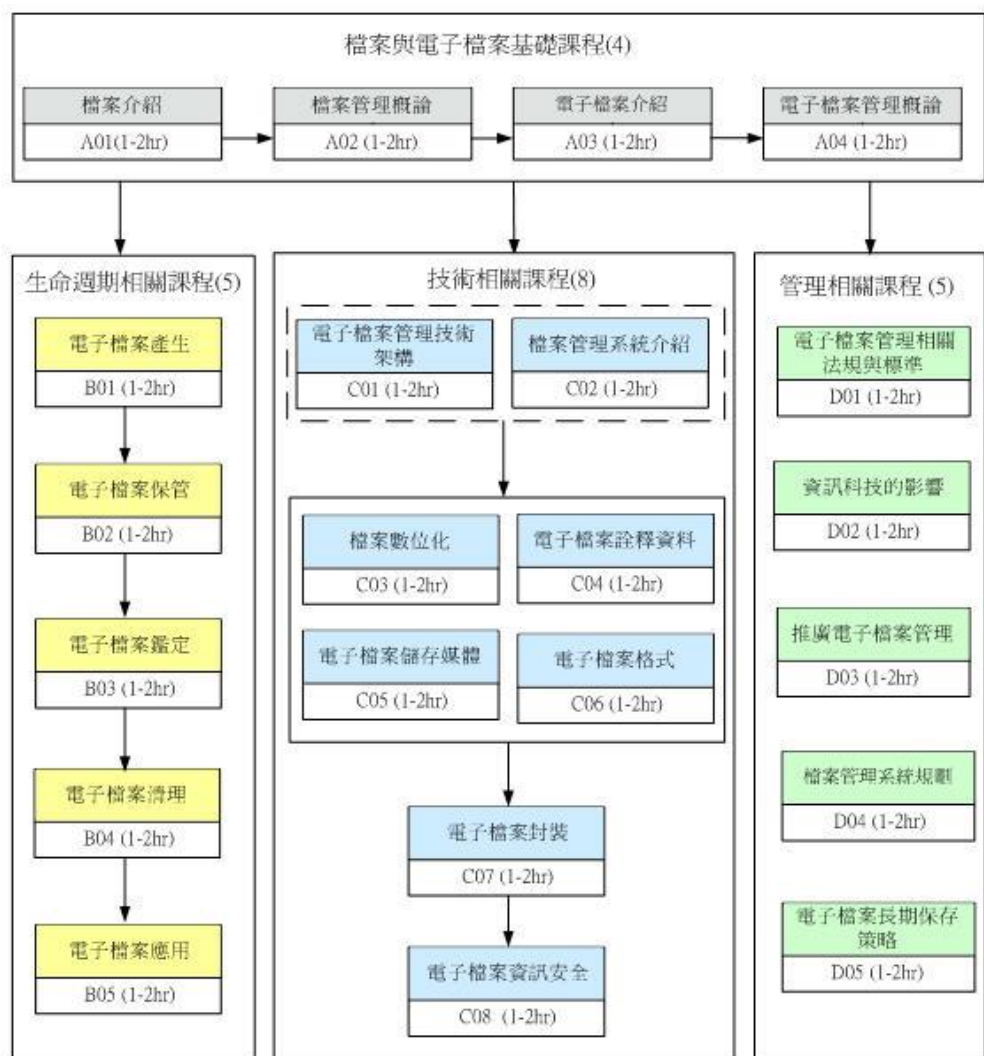 檔案與電子檔案基礎課程(4)
檔案介紹
A01(1-2hr)
檔案管理概論
A02 (1-2hr)
電子檔案介紹
A03 (1-2hr)
電子檔案管理概論
A04 (1-2hr)
生命週期相關課程(5)
電子檔案產生
B01 (1-2hr)
電子檔案保管
B02 (1-2hr)
電子檔案鑑定
B03 (1-2hr)
電子檔案清理
B04 (1-2hr)
電子檔案應用
B05 (1-2hr)
技術相關課程(8)
電子檔案管理技術
架構
C01 (1-2hr)
檔案管理系統介紹
C02 (1-2hr)
檔案數位化
C03 (1-2hr)
電子檔案詮釋資料
C04 (1-2hr)
電子檔案儲存媒體
C05 (1-2hr)
電子檔案格式
C06 (1-2hr)
電子檔案封裝
C07 (1-2hr)
電子檔案資訊安全
C08 (1-2hr)
管理相關課程 (5)
電子檔案管理相關
法規與標準
D01 (1-2hr)
資訊科技的影響
D02 (1-2hr)
推廣電子檔案管理
D03 (1-2hr)
檔案管理系統規劃
D04 (1-2hr)
電子檔案長期保存
策略
D05 (1-2hr)